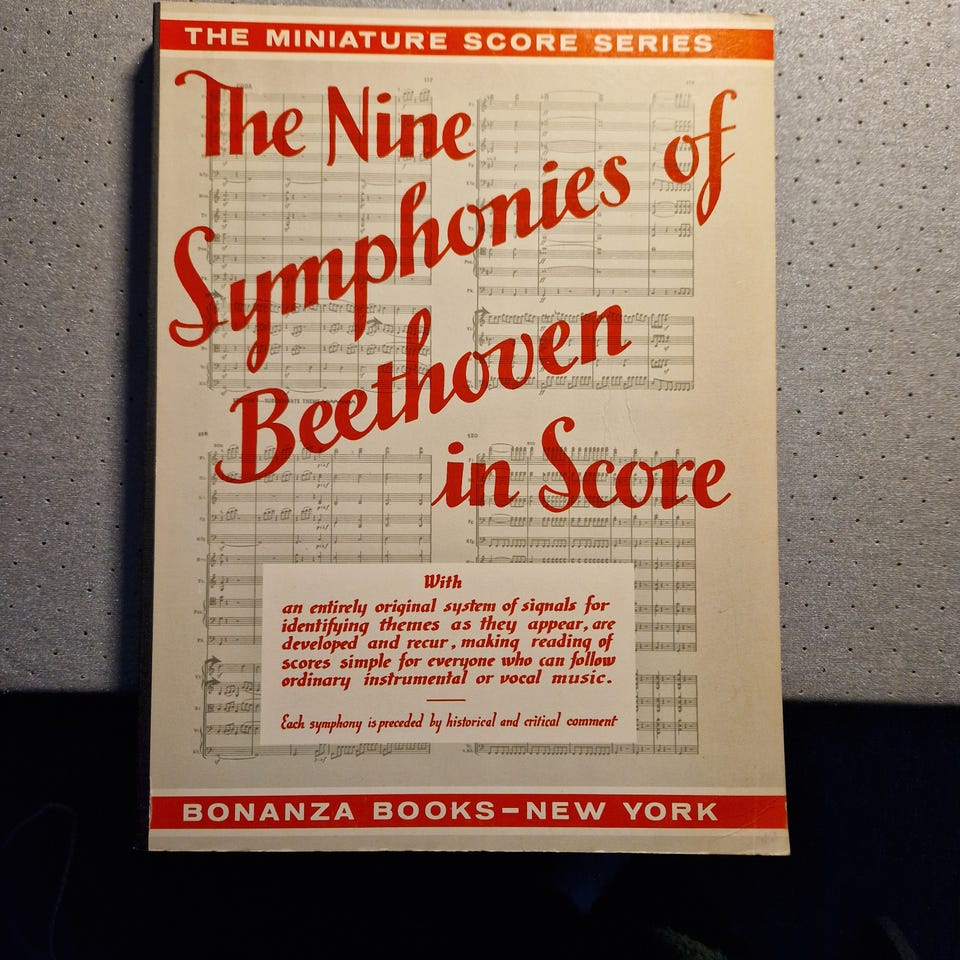 THE MINIATURE SCORE SERIES
The Nine
Symphonies of
Beethoven
in Score
With
an entirely original system of signals for
identifying themes as they appear, are
developed and recur, making reading of
scores simple for everyone who can follow
ordinary instrumental or vocal music.
Each symphony is preceded by historical and critical comment
BONANZA BOOKS—NEW YORK